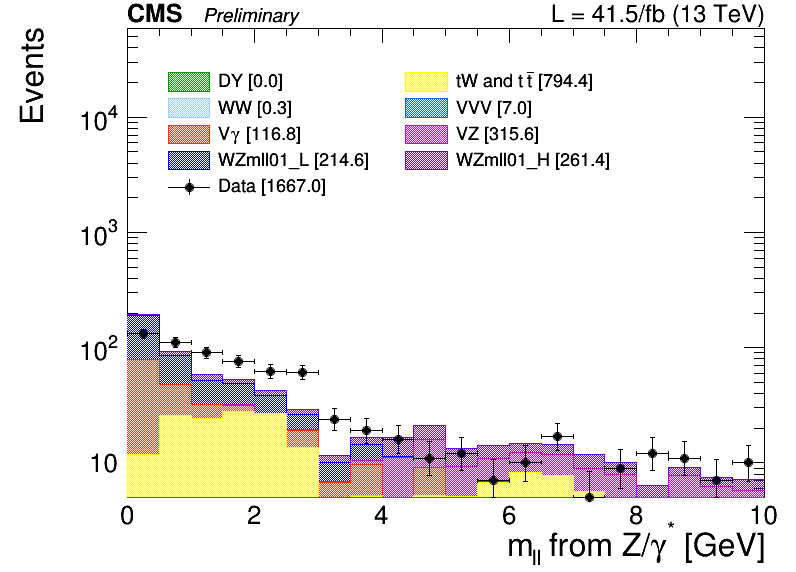 CMS Preliminary L = 41.5/fb (13 TeV)
Events
DY [0.0]
tW and tt̅ [794.4]
WW [0.3]
VVV [7.0]
Vγ [116.8]
VZ [315.6]
WZmll01_L [214.6]
WZmll01_H [261.4]
Data [1667.0]
10⁴
10³
10²
10
0 2 4 6 8 10
m_ll from Z/γ* [GeV]